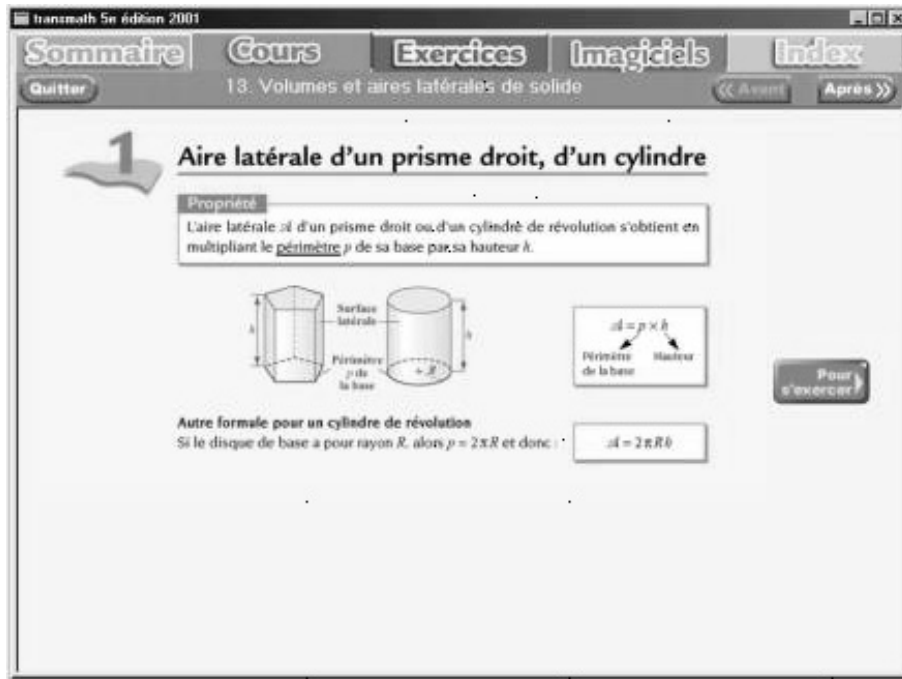 transmath 5e édition 2001
Sommaire Cours Exercices Imagiciels Index
Quitter 13. Volumes et aires latérales de solide << Avant Après >>
1 Aire latérale d'un prisme droit, d'un cylindre
Propriété
L'aire latérale 𝒜 d'un prisme droit ou d'un cylindre de révolution s'obtient en
multipliant le périmètre p de sa base par sa hauteur h.
h Surface latérale h
Périmètre p de la base R
𝒜 = p × h
Périmètre de la base Hauteur
Pour s'exercer
Autre formule pour un cylindre de révolution
Si le disque de base a pour rayon R, alors p = 2πR et donc :
𝒜 = 2πRh